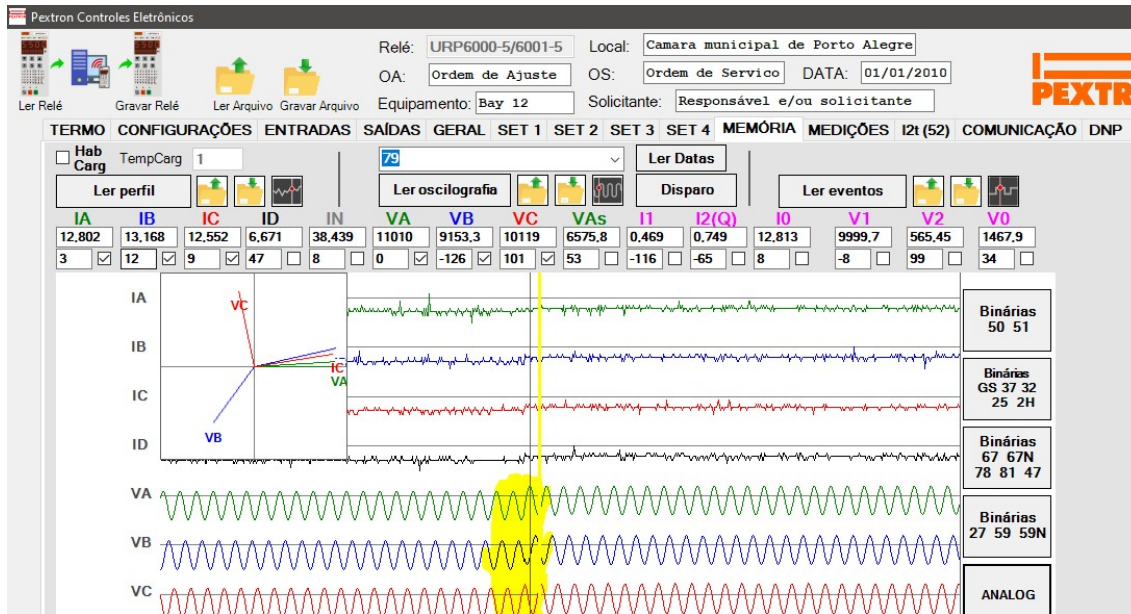 Pextron Controles Eletrônicos
Relé: URP6000-5/6001-5 Local: Camara municipal de Porto Alegre
OA: Ordem de Ajuste OS: Ordem de Servico DATA: 01/01/2010
Ler Relé Gravar Relé Ler Arquivo Gravar Arquivo Equipamento: Bay 12 Solicitante: Responsável e/ou solicitante
PEXTR
TERMO CONFIGURAÇÕES ENTRADAS SAÍDAS GERAL SET 1 SET 2 SET 3 SET 4 MEMÓRIA MEDIÇÕES I2t (52) COMUNICAÇÃO DNP
Hab Carg TempCarg 1 79 Ler Datas
Ler perfil Ler oscilografia Disparo Ler eventos
IA IB IC ID IN VA VB VC VAs I1 I2(Q) I0 V1 V2 V0
12,802 13,168 12,552 6,671 38,439 11010 9153,3 10119 6575,8 0,469 0,749 12,813 9999,7 565,45 1467,9
3 12 9 47 8 0 -126 101 53 -116 -65 8 -8 99 34
VC
IC
VA
VB
IA
IB
IC
ID
VA
VB
VC
Binárias
50 51
Binárias
GS 37 32
25 2H
Binárias
67 67N
78 81 47
Binárias
27 59 59N
ANALOG